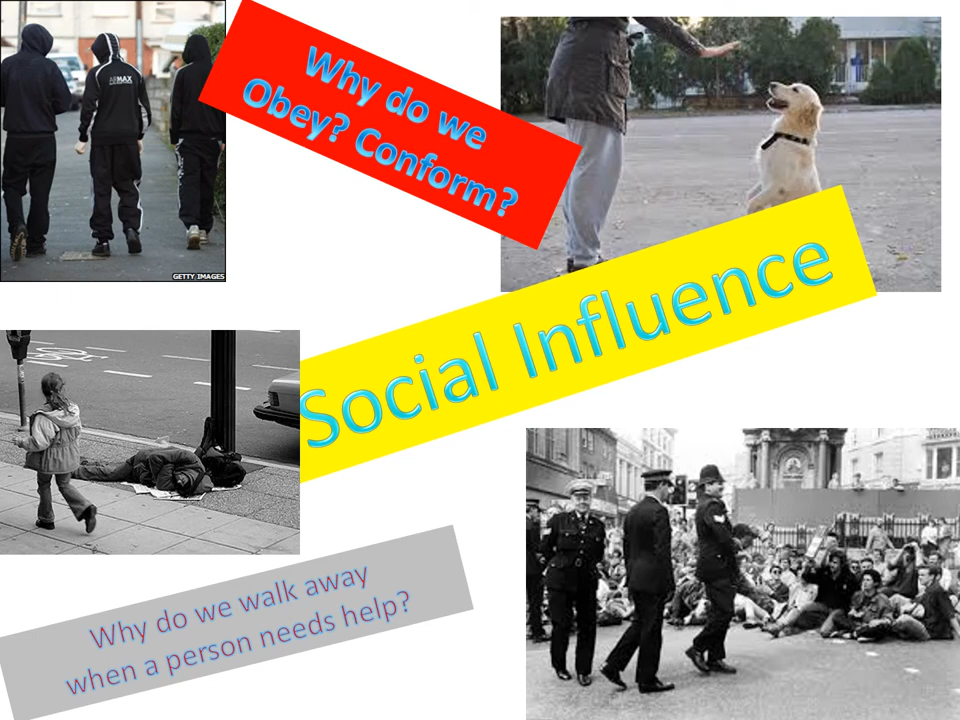 Why do we
Obey? Conform?
Social Influence
Why do we walk away
when a person needs help?
GETTY IMAGES